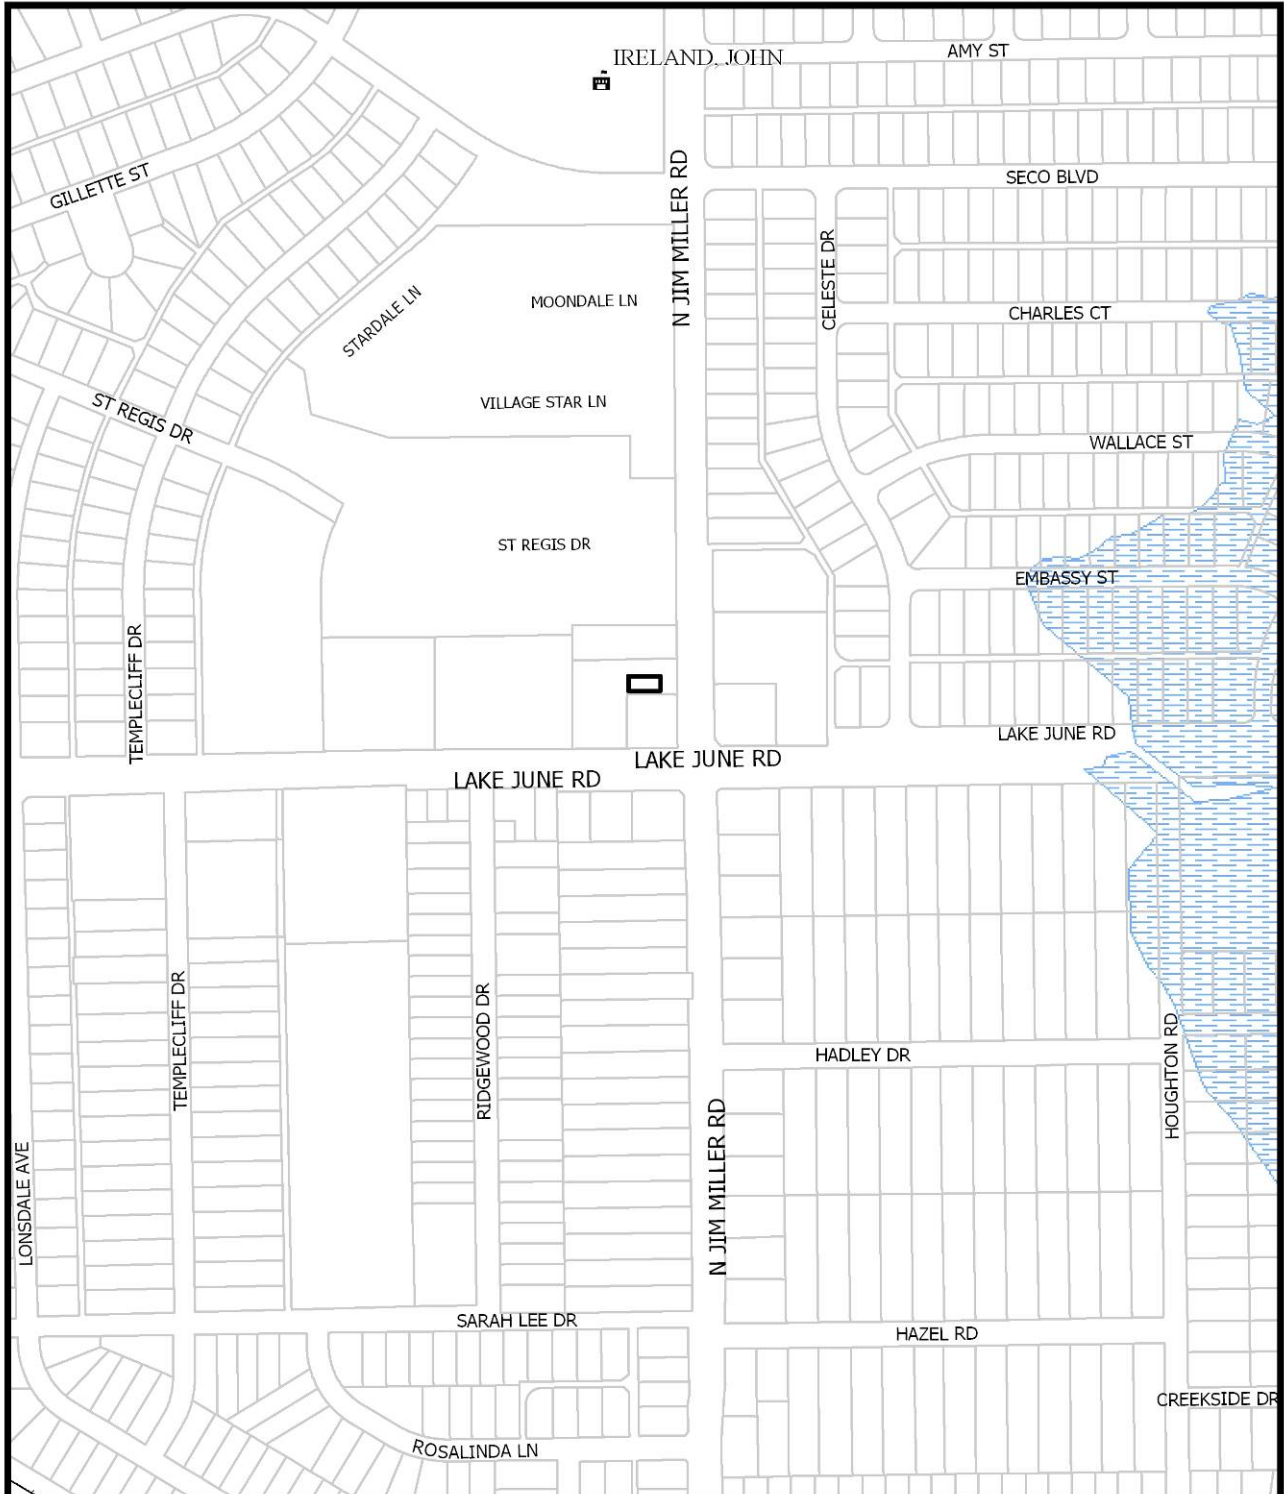 IRELAND, JOHN
AMY ST
GILLETTE ST
SECO BLVD
N JIM MILLER RD
CELESTE DR
STARDALE LN
MOONDALE LN
CHARLES CT
VILLAGE STAR LN
ST REGIS DR
WALLACE ST
ST REGIS DR
EMBASSY ST
TEMPLECLIFF DR
LAKE JUNE RD
LAKE JUNE RD
LAKE JUNE RD
TEMPLECLIFF DR
RIDGEWOOD DR
HADLEY DR
HOUGHTON RD
LONSDALE AVE
N JIM MILLER RD
SARAH LEE DR
HAZEL RD
CREEKSIDE DR
ROSALINDA LN